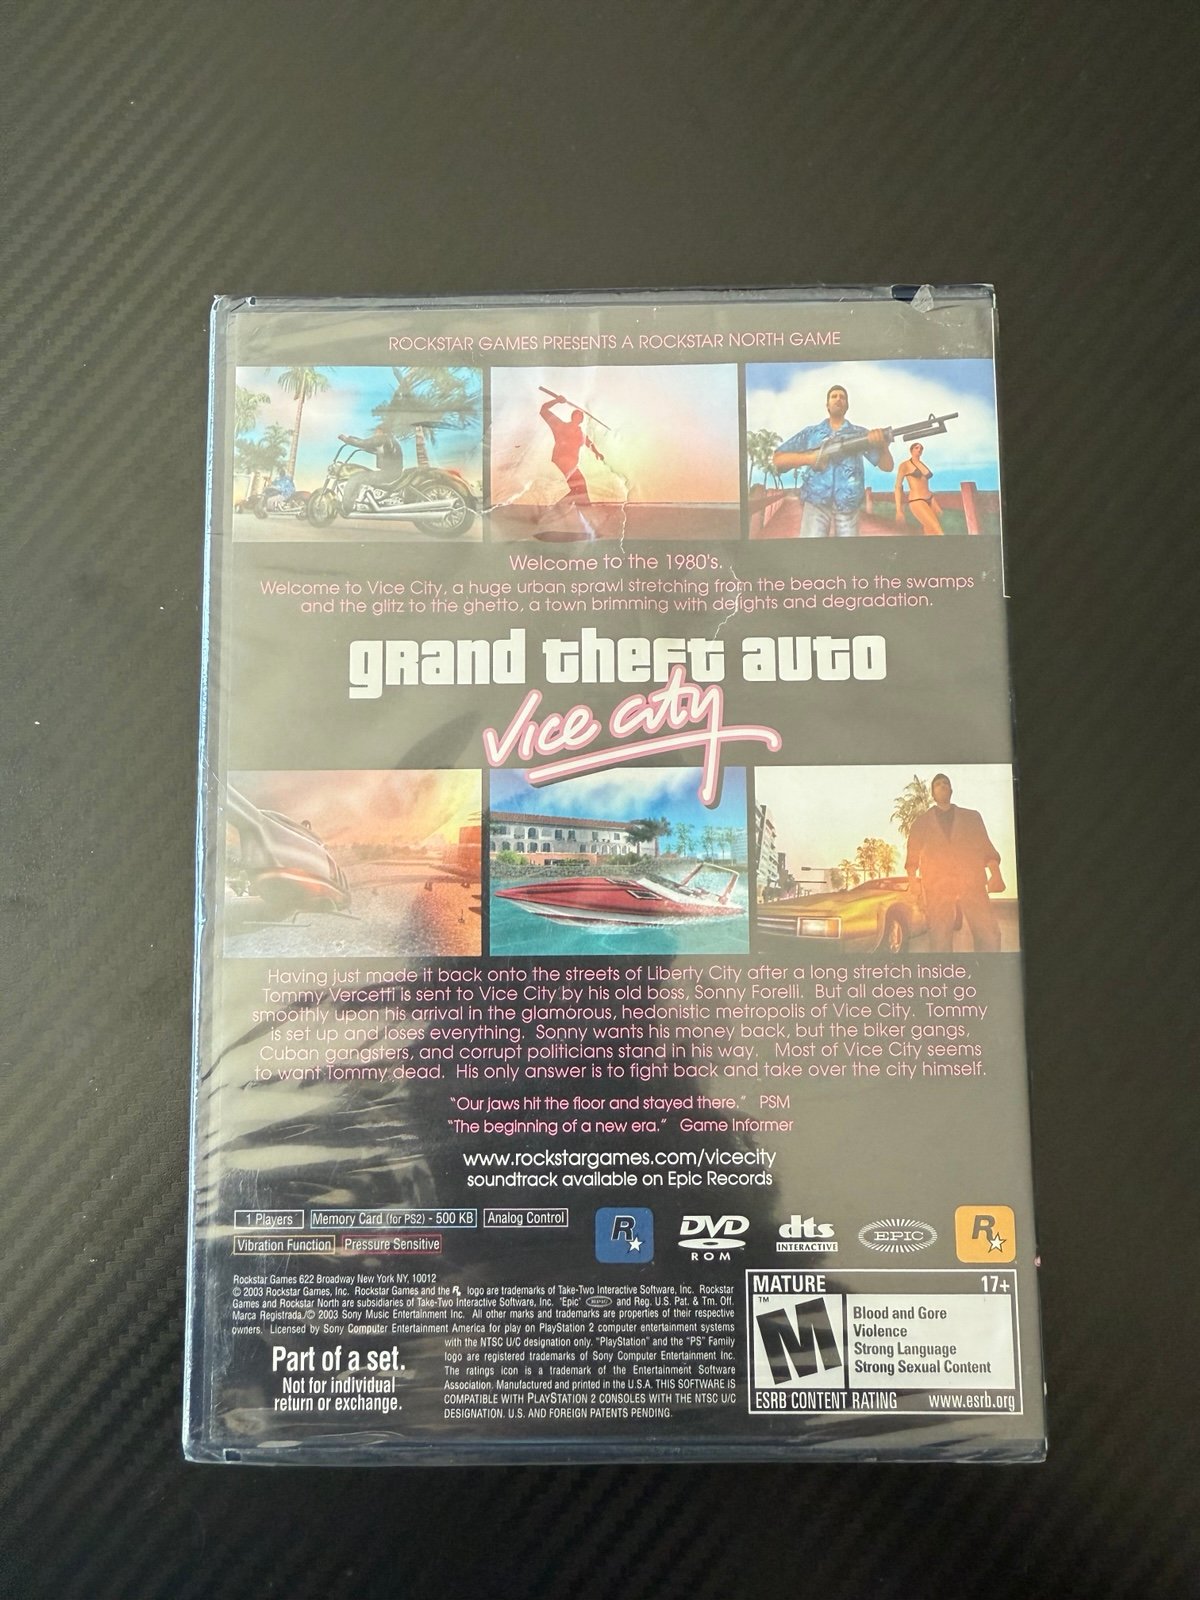 ROCKSTAR GAMES PRESENTS A ROCKSTAR NORTH GAME
Welcome to the 1980's.
Welcome to Vice City, a huge urban sprawl stretching from the beach to the swamps
and the glitz to the ghetto, a town brimming with delights and degradation.
grand theft auto
Vice City
Having just made it back onto the streets of Liberty City after a long stretch inside,
Tommy Vercetti is sent to Vice City by his old boss, Sonny Forelli. But all does not go
smoothly upon his arrival in the glamorous, hedonistic metropolis of Vice City. Tommy
is set up and loses everything. Sonny wants his money back, but the biker gangs,
Cuban gangsters, and corrupt politicians stand in his way. Most of Vice City seems
to want Tommy dead. His only answer is to fight back and take over the city himself.
"Our jaws hit the floor and stayed there." PSM
"The beginning of a new era." Game Informer
www.rockstargames.com/vicecity
soundtrack available on Epic Records
1 Players Memory Card (for PS2) - 500 KB Analog Control
Vibration Function Pressure Sensitive
R DVD ROM dts INTERACTIVE EPIC R
Rockstar Games 622 Broadway New York NY, 10012
© 2003 Rockstar Games, Inc. Rockstar Games and the R logo are trademarks of Take-Two Interactive Software, Inc. Rockstar
Games and Rockstar North are subsidiaries of Take-Two Interactive Software, Inc. "Epic" EPIC and Reg. U.S. Pat. & Tm. Off.
Marca Registrada./© 2003 Sony Music Entertainment Inc. All other marks and trademarks are properties of their respective
owners. Licensed by Sony Computer Entertainment America for play on PlayStation 2 computer entertainment systems
with the NTSC U/C designation only. "PlayStation" and the "PS" Family
logo are registered trademarks of Sony Computer Entertainment Inc.
The ratings icon is a trademark of the Entertainment Software
Association. Manufactured and printed in the U.S.A. THIS SOFTWARE IS
COMPATIBLE WITH PLAYSTATION 2 CONSOLES WITH THE NTSC U/C
DESIGNATION. U.S. AND FOREIGN PATENTS PENDING.
Part of a set.
Not for individual
return or exchange.
MATURE 17+
M TM
Blood and Gore
Violence
Strong Language
Strong Sexual Content
ESRB CONTENT RATING www.esrb.org